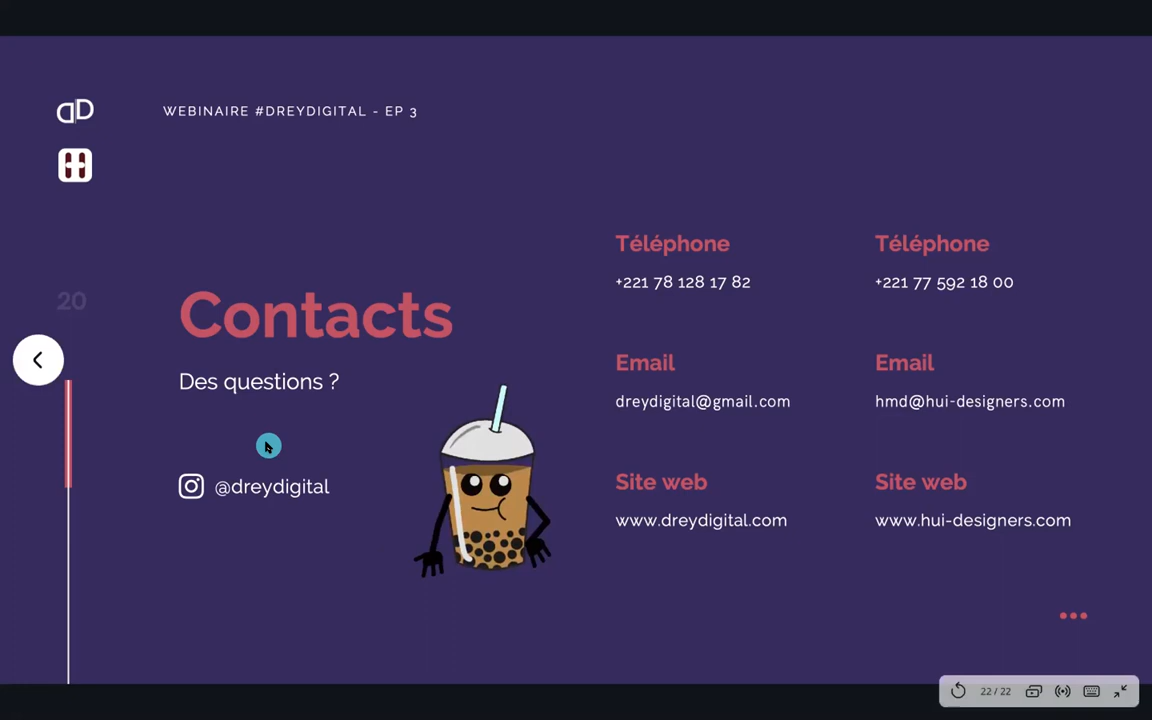 WEBINAIRE #DREYDIGITAL - EP 3
20
Contacts
Des questions ?
@dreydigital
Téléphone
+221 78 128 17 82
Email
dreydigital@gmail.com
Site web
www.dreydigital.com
Téléphone
+221 77 592 18 00
Email
hmd@hui-designers.com
Site web
www.hui-designers.com
22 / 22